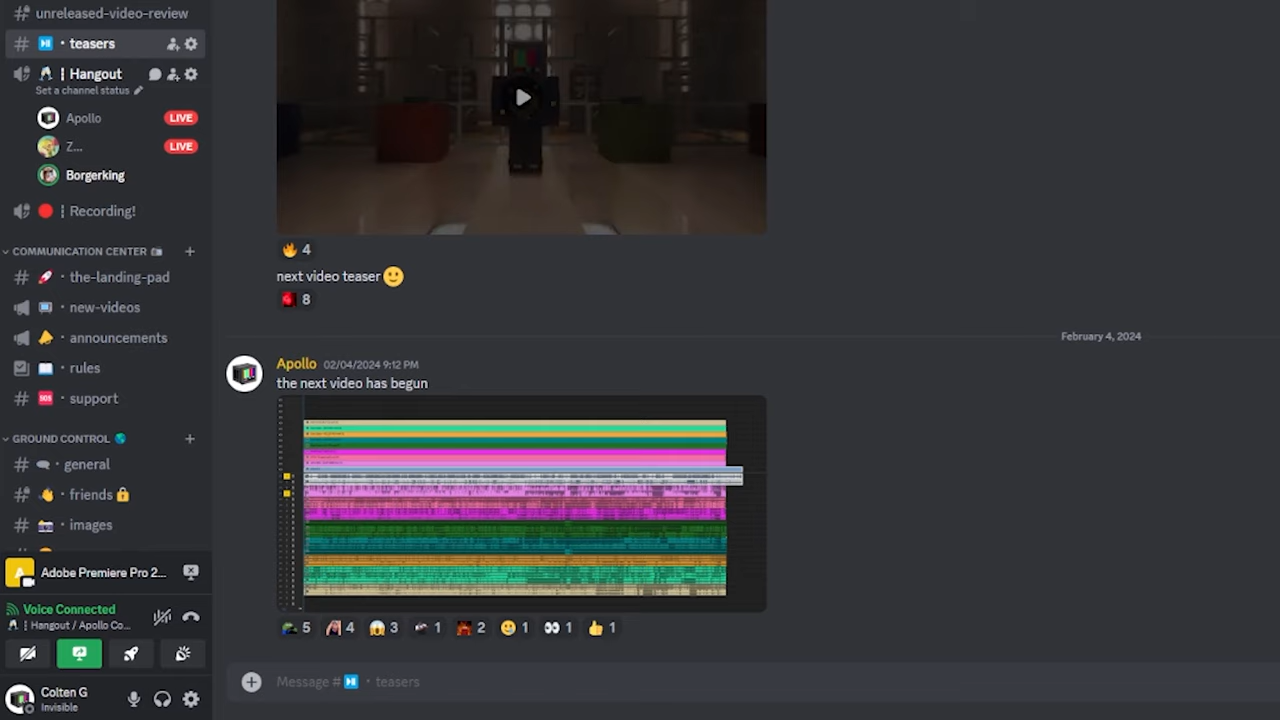 unreleased-video-review
teasers
Hangout
Set a channel status
Apollo LIVE
Z... LIVE
Borgerking
Recording!
COMMUNICATION CENTER
the-landing-pad
new-videos
announcements
rules
support
GROUND CONTROL
general
friends
images
Adobe Premiere Pro 2...
Voice Connected
Hangout / Apollo Co...
Colten G
Invisible
4
next video teaser
8
February 4, 2024
Apollo 02/04/2024 9:12 PM
the next video has begun
5 4 3 1 2 1 1 1
Message # teasers